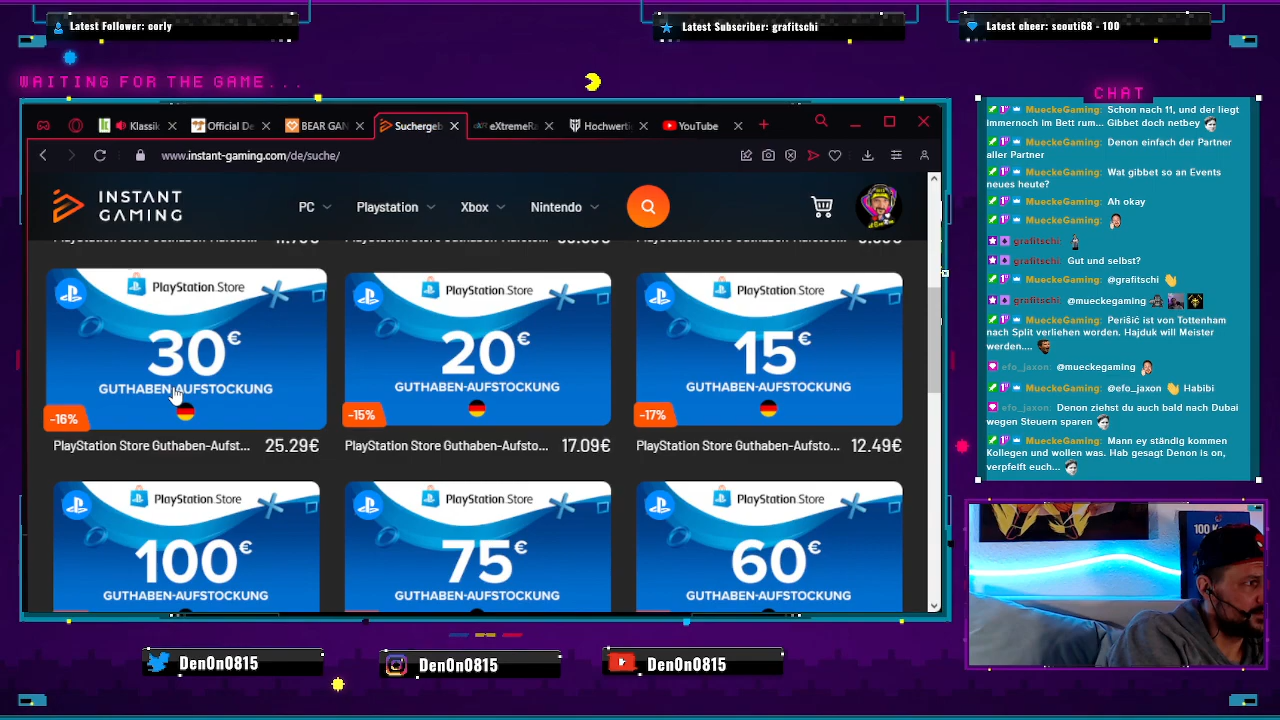 Latest Follower: corly
Latest Subscriber: grafitschi
Latest cheer: scouti68 - 100
WAITING FOR THE GAME...
CHAT
Klassik
Official De
BEAR GAN
Suchergeb
eXtremeRa
Hochwertig
YouTube
www.instant-gaming.com/de/suche/
INSTANT
GAMING
PC
Playstation
Xbox
Nintendo
PlayStation Store
30€
GUTHABEN-AUFSTOCKUNG
-16%
PlayStation Store Guthaben-Aufst...
25.29€
PlayStation Store
20€
GUTHABEN-AUFSTOCKUNG
-15%
PlayStation Store Guthaben-Aufsto...
17.09€
PlayStation Store
15€
GUTHABEN-AUFSTOCKUNG
-17%
PlayStation Store Guthaben-Aufsto...
12.49€
PlayStation Store
100€
GUTHABEN-AUFSTOCKUNG
PlayStation Store
75€
GUTHABEN-AUFSTOCKUNG
PlayStation Store
60€
GUTHABEN-AUFSTOCKUNG
MueckeGaming: Schon nach 11, und der liegt
immernoch im Bett rum... Gibbet doch netbey
MueckeGaming: Denon einfach der Partner
aller Partner
MueckeGaming: Wat gibbet so an Events
neues heute?
MueckeGaming: Ah okay
MueckeGaming:
grafitschi:
grafitschi: Gut und selbst?
MueckeGaming: @grafitschi
grafitschi: @mueckegaming
MueckeGaming: Perišić ist von Tottenham
nach Split verliehen worden. Hajduk will Meister
werden....
efo_jaxon: @mueckegaming
MueckeGaming: @efo_jaxon Habibi
efo_jaxon: Denon ziehst du auch bald nach Dubai
wegen Steuern sparen
MueckeGaming: Mann ey ständig kommen
Kollegen und wollen was. Hab gesagt Denon is on,
verpfeift euch...
100 K
Den0n0815
Den0n0815
Den0n0815